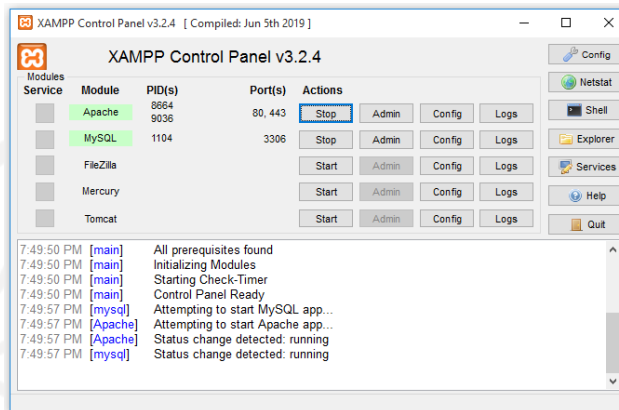 XAMPP Control Panel v3.2.4 [ Compiled: Jun 5th 2019 ]
XAMPP Control Panel v3.2.4
Config
Modules
Service Module PID(s) Port(s) Actions
Netstat
Apache 8664 9036 80, 443 Stop Admin Config Logs
Shell
MySQL 1104 3306 Stop Admin Config Logs
Explorer
FileZilla Start Admin Config Logs
Services
Mercury Start Admin Config Logs
Help
Tomcat Start Admin Config Logs
Quit
7:49:50 PM [main] All prerequisites found
7:49:50 PM [main] Initializing Modules
7:49:50 PM [main] Starting Check-Timer
7:49:50 PM [main] Control Panel Ready
7:49:57 PM [mysql] Attempting to start MySQL app...
7:49:57 PM [Apache] Attempting to start Apache app...
7:49:57 PM [Apache] Status change detected: running
7:49:57 PM [mysql] Status change detected: running